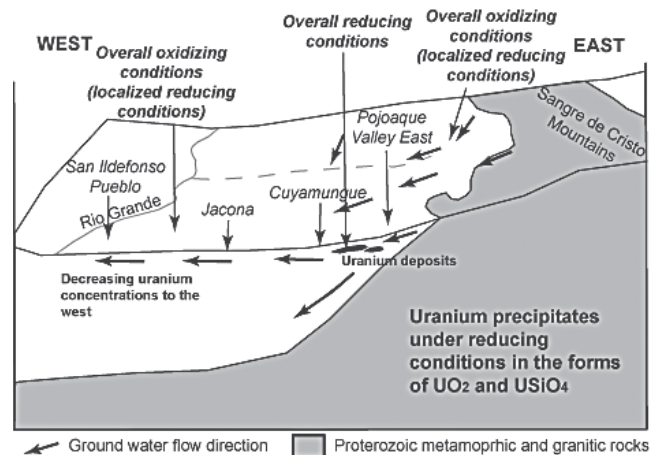 WEST
Overall oxidizing
conditions
(localized reducing
conditions)
Overall reducing
conditions
Overall oxidizing
conditions
(localized reducing
conditions)
EAST
Sangre de Cristo
Mountains
Pojoaque
Valley East
San Ildefonso
Pueblo
Rio Grande
Jacona
Cuyamungue
Uranium deposits
Decreasing uranium
concentrations to the
west
Uranium precipitates
under reducing
conditions in the forms
of UO2 and USiO4
Ground water flow direction
Proterozoic metamoprhic and granitic rocks